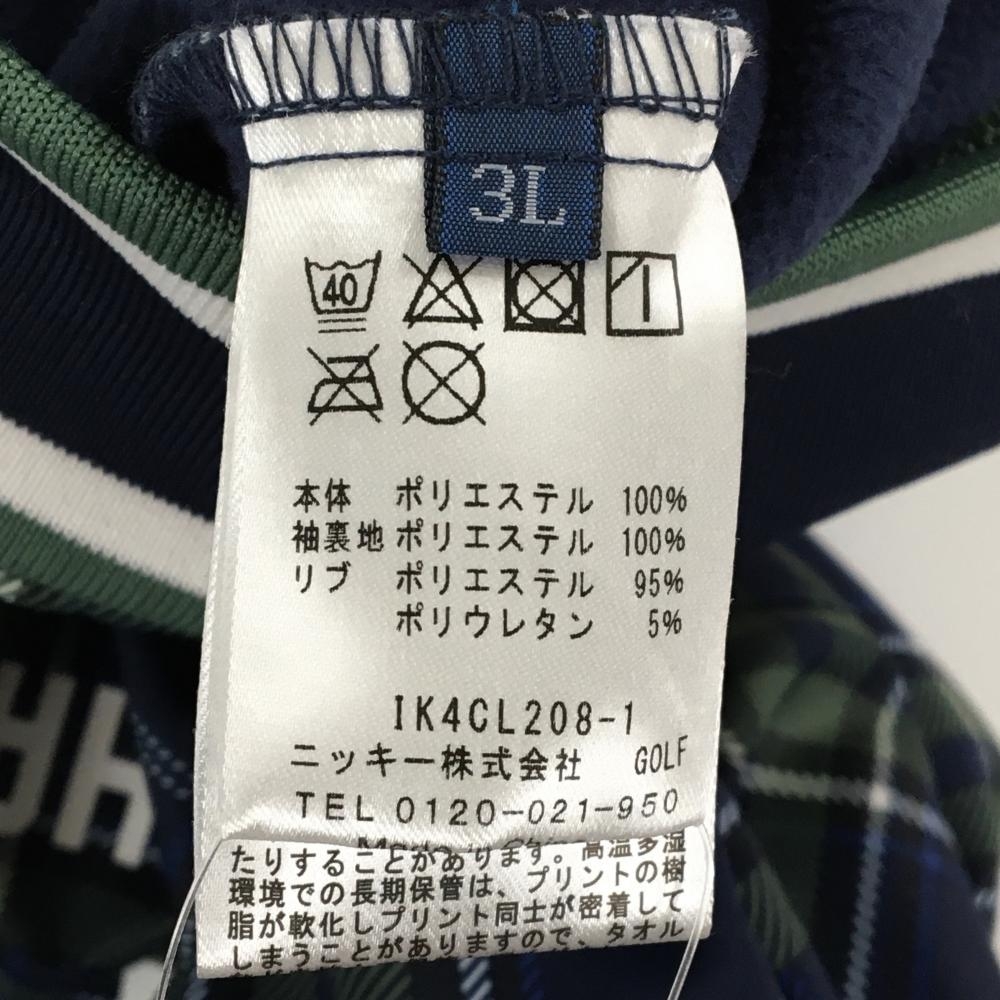 3L
40
本体 ポリエステル 100%
袖裏地 ポリエステル 100%
リブ ポリエステル 95%
ポリウレタン 5%
IK4CL208-1
ニッキー株式会社 GOLF
TEL 0120-021-950
たりすることがあります。高温多湿
環境での長期保管は、プリントの樹
脂が軟化しプリント同士が密着して
しまうことがありますので、タオル